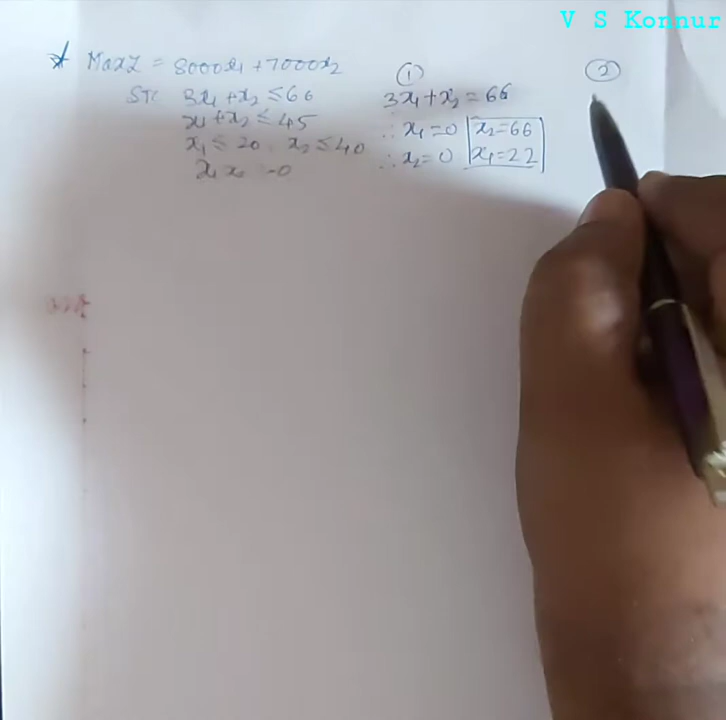 V S Konnur
* Max Z = 8000x₁ + 7000x₂
STC 3x₁ + x₂ ≤ 66
x₁ + x₂ ≤ 45
x₁ ≤ 20, x₂ ≤ 40
①
3x₁ + x₂ = 66
∴ x₁ = 0 x₂ = 66
∴ x₂ = 0 x₁ = 22
②